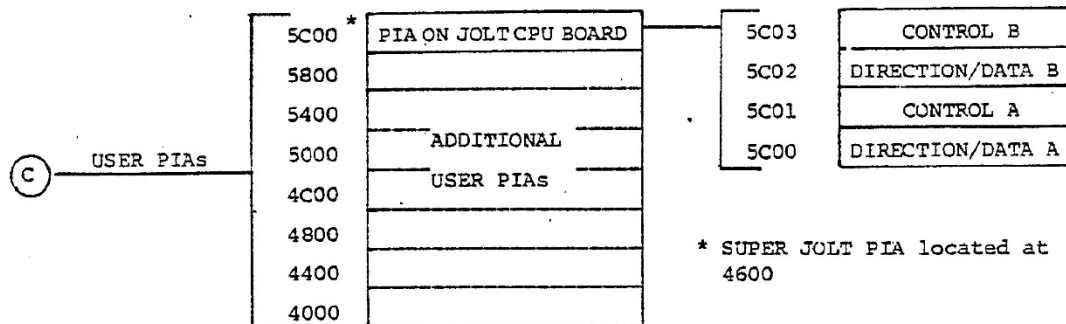 5C00 * PIA ON JOLT CPU BOARD
5C03 CONTROL B
5800
5C02 DIRECTION/DATA B
5400
5C01 CONTROL A
ADDITIONAL
5000
5C00 DIRECTION/DATA A
C USER PIAs
USER PIAs
4C00
4800
* SUPER JOLT PIA located at
4600
4400
4000